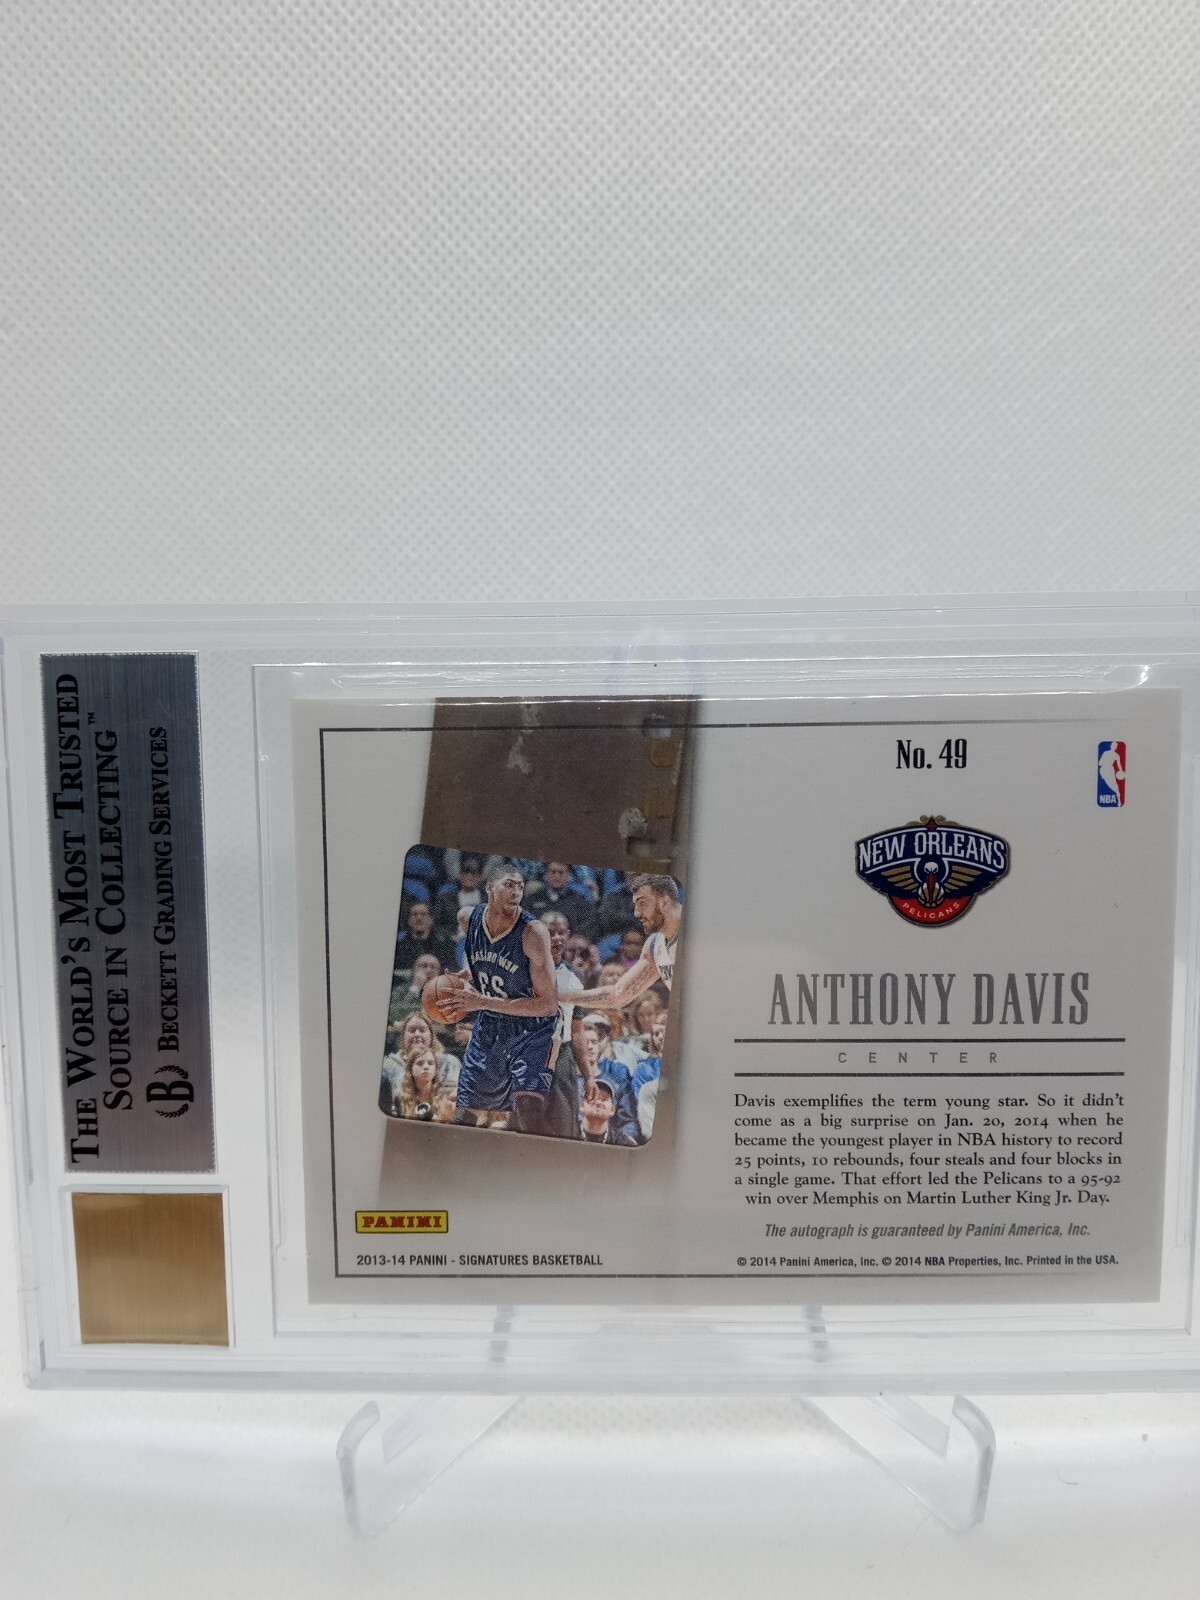 THE WORLD'S MOST TRUSTED
SOURCE IN COLLECTING™
B BECKETT GRADING SERVICES
No. 49
NBA
NEW ORLEANS
PELICANS
ANTHONY DAVIS
CENTER
Davis exemplifies the term young star. So it didn't
come as a big surprise on Jan. 20, 2014 when he
became the youngest player in NBA history to record
25 points, 10 rebounds, four steals and four blocks in
a single game. That effort led the Pelicans to a 95-92
win over Memphis on Martin Luther King Jr. Day.
The autograph is guaranteed by Panini America, Inc.
PANINI
2013-14 PANINI - SIGNATURES BASKETBALL
© 2014 Panini America, Inc. © 2014 NBA Properties, Inc. Printed in the USA.